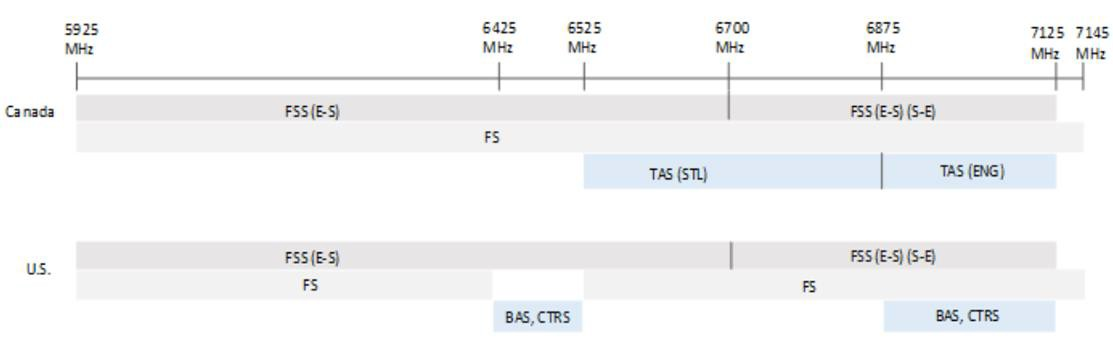 5925 MHz
6425 MHz
6525 MHz
6700 MHz
6875 MHz
7125 MHz
7145 MHz
Canada
FSS (E-S)
FSS (E-S) (S-E)
FS
TAS (STL)
TAS (ENG)
U.S.
FSS (E-S)
FSS (E-S) (S-E)
FS
FS
BAS, CTRS
BAS, CTRS